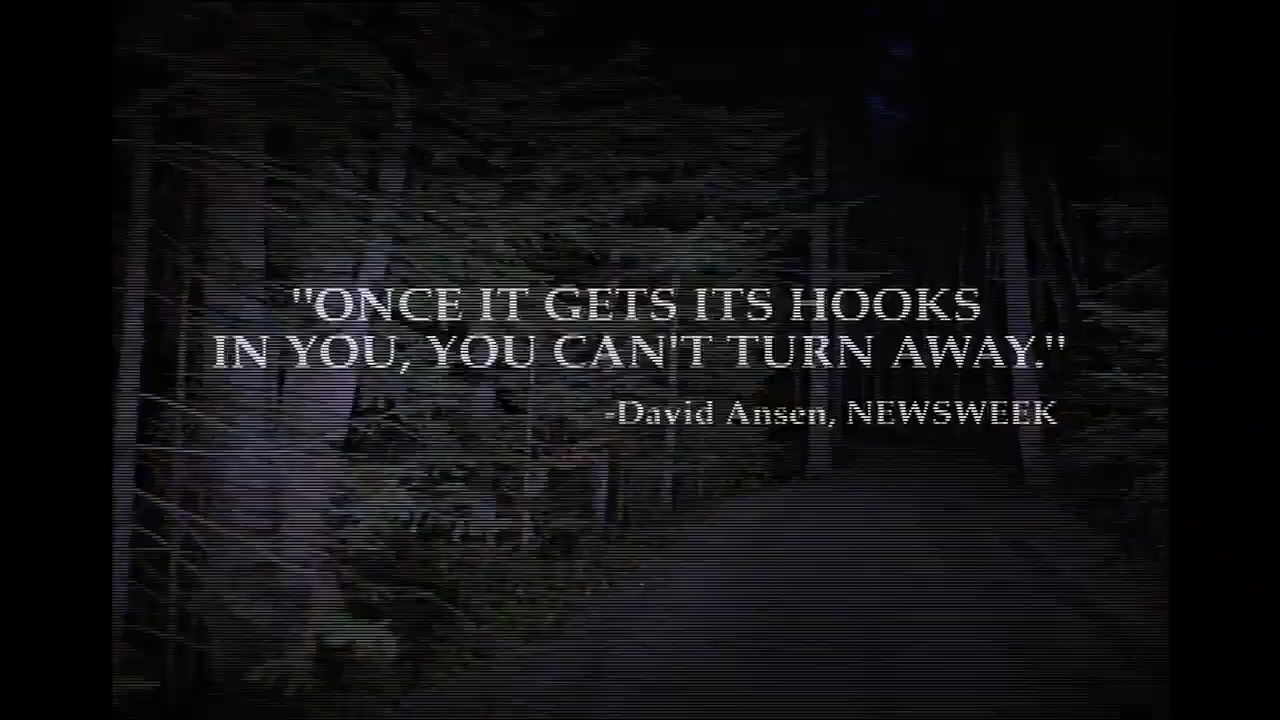 "ONCE IT GETS ITS HOOKS
IN YOU, YOU CAN'T TURN AWAY."
-David Ansen, NEWSWEEK